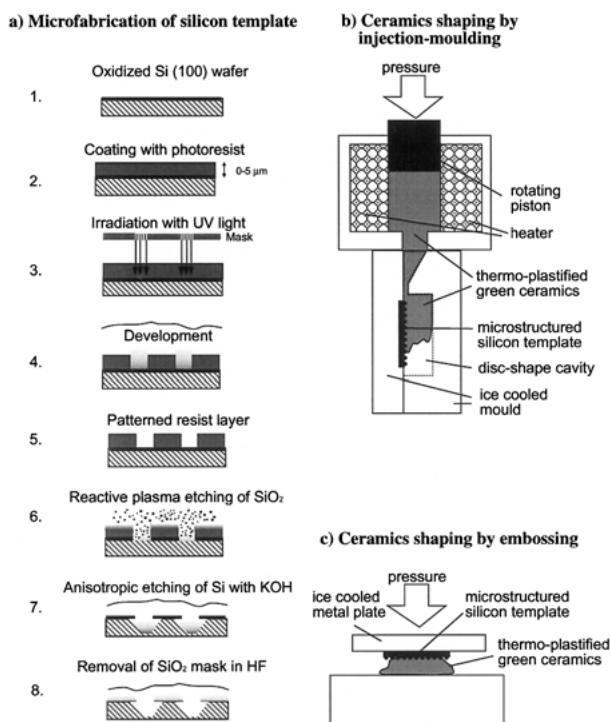 a) Microfabrication of silicon template
Oxidized Si (100) wafer
1.
Coating with photoresist
2.
0-5 μm
Irradiation with UV light
Mask
3.
Development
4.
Patterned resist layer
5.
Reactive plasma etching of SiO₂
6.
Anisotropic etching of Si with KOH
7.
Removal of SiO₂ mask in HF
8.
b) Ceramics shaping by
injection-moulding
pressure
rotating
piston
heater
thermo-plastified
green ceramics
microstructured
silicon template
disc-shape cavity
ice cooled
mould
c) Ceramics shaping by embossing
pressure
ice cooled
metal plate
microstructured
silicon template
thermo-plastified
green ceramics